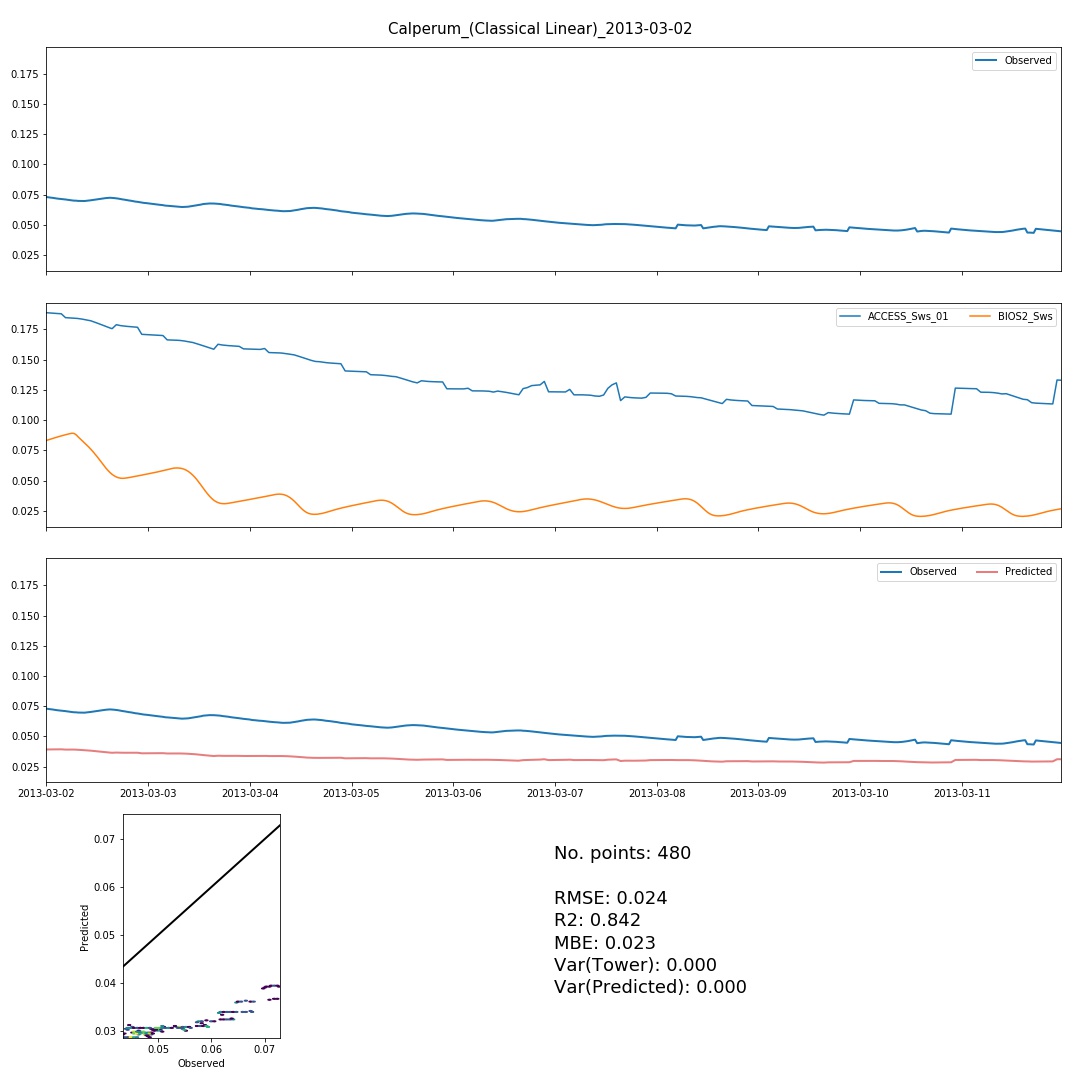 Calperum_(Classical Linear)_2013-03-02
Observed
0.175
0.150
0.125
0.100
0.075
0.050
0.025
ACCESS_Sws_01 BIOS2_Sws
0.175
0.150
0.125
0.100
0.075
0.050
0.025
Observed Predicted
0.175
0.150
0.125
0.100
0.075
0.050
0.025
2013-03-02 2013-03-03 2013-03-04 2013-03-05 2013-03-06 2013-03-07 2013-03-08 2013-03-09 2013-03-10 2013-03-11
Predicted
0.07
0.06
0.05
0.04
0.03
0.05 0.06 0.07
Observed
No. points: 480
RMSE: 0.024
R2: 0.842
MBE: 0.023
Var(Tower): 0.000
Var(Predicted): 0.000